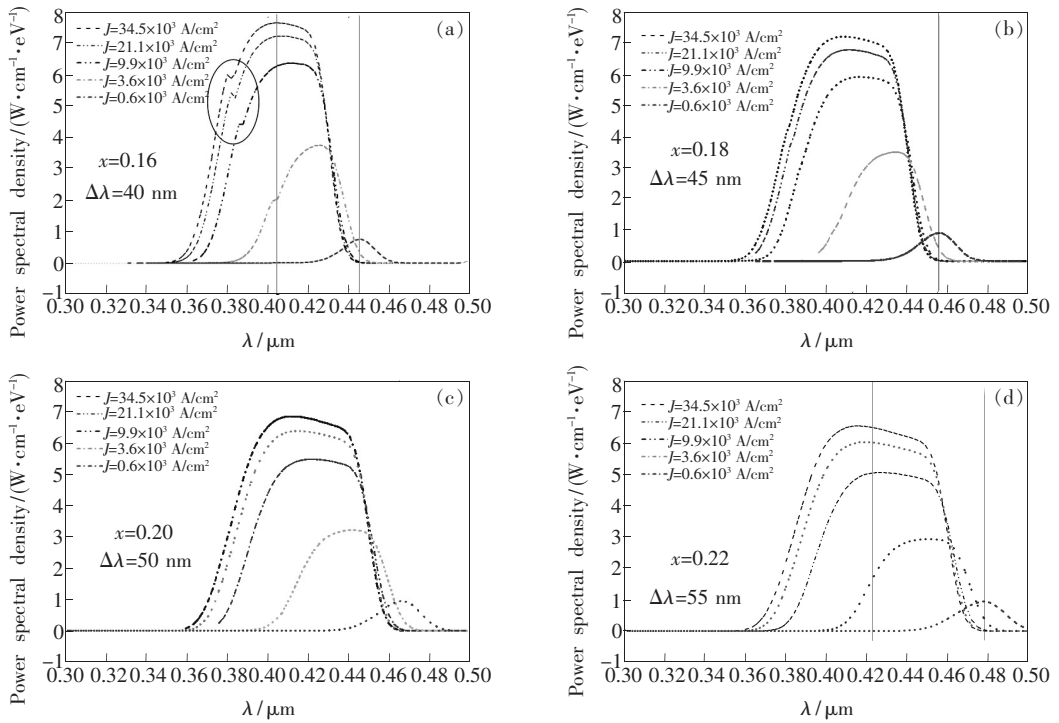 (a)
J=34.5×10³ A/cm²
J=21.1×10³ A/cm²
J=9.9×10³ A/cm²
J=3.6×10³ A/cm²
J=0.6×10³ A/cm²
x=0.16
Δλ=40 nm
Power spectral density/(W·cm⁻¹·eV⁻¹)
8
7
6
5
4
3
2
1
0
−1
0.30 0.34 0.36 0.38 0.40 0.42 0.44 0.46 0.48 0.50
λ/μm
(b)
J=34.5×10³ A/cm²
J=21.1×10³ A/cm²
J=9.9×10³ A/cm²
J=3.6×10³ A/cm²
J=0.6×10³ A/cm²
x=0.18
Δλ=45 nm
Power spectral density/(W·cm⁻¹·eV⁻¹)
8
7
6
5
4
3
2
1
0
−1
0.30 0.34 0.36 0.38 0.40 0.42 0.44 0.46 0.48 0.50
λ/μm
(c)
J=34.5×10³ A/cm²
J=21.1×10³ A/cm²
J=9.9×10³ A/cm²
J=3.6×10³ A/cm²
J=0.6×10³ A/cm²
x=0.20
Δλ=50 nm
Power spectral density/(W·cm⁻¹·eV⁻¹)
8
7
6
5
4
3
2
1
0
−1
0.30 0.34 0.36 0.38 0.40 0.42 0.44 0.46 0.48 0.50
λ/μm
(d)
J=34.5×10³ A/cm²
J=21.1×10³ A/cm²
J=9.9×10³ A/cm²
J=3.6×10³ A/cm²
J=0.6×10³ A/cm²
x=0.22
Δλ=55 nm
Power spectral density/(W·cm⁻¹·eV⁻¹)
8
7
6
5
4
3
2
1
0
−1
0.30 0.34 0.36 0.38 0.40 0.42 0.44 0.46 0.48 0.50
λ/μm